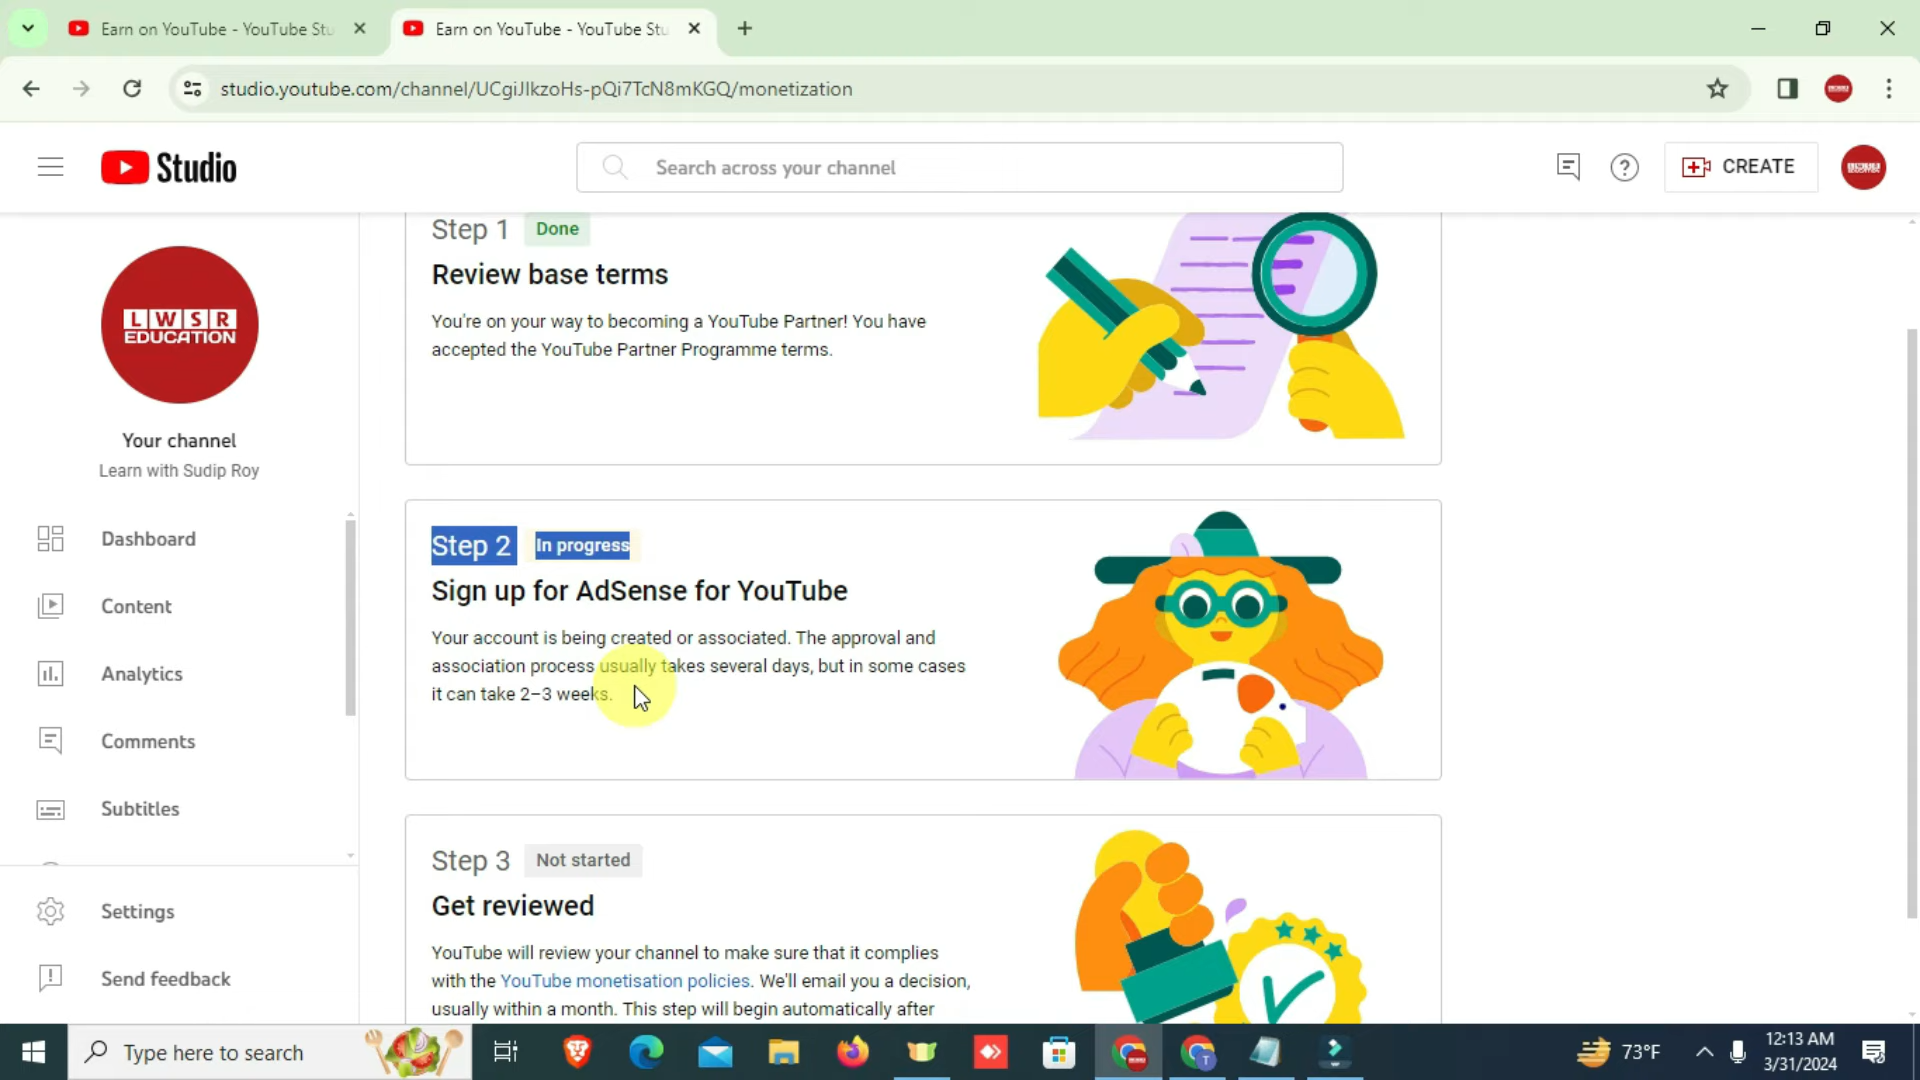 Earn on YouTube - YouTube Stu
Earn on YouTube - YouTube Stu
studio.youtube.com/channel/UCgiJIkzoHs-pQi7TcN8mKGQ/monetization
Studio
Search across your channel
CREATE
LWSR
EDUCATION
Your channel
Learn with Sudip Roy
Dashboard
Content
Analytics
Comments
Subtitles
Settings
Send feedback
Step 1 Done
Review base terms
You're on your way to becoming a YouTube Partner! You have
accepted the YouTube Partner Programme terms.
Step 2 In progress
Sign up for AdSense for YouTube
Your account is being created or associated. The approval and
association process usually takes several days, but in some cases
it can take 2–3 weeks.
Step 3 Not started
Get reviewed
YouTube will review your channel to make sure that it complies
with the YouTube monetisation policies. We'll email you a decision,
usually within a month. This step will begin automatically after
Type here to search
73°F
12:13 AM
3/31/2024